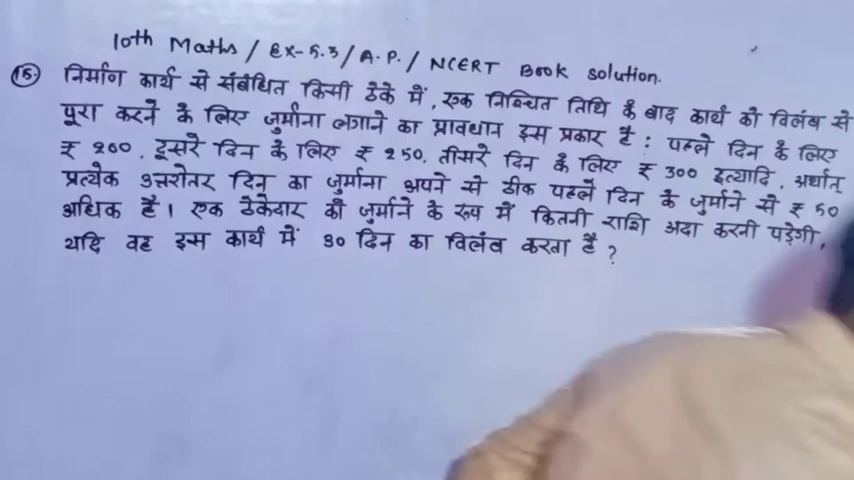 10th Maths / Ex-5.3 / A.P. / NCERT Book solution.
15. निर्माण कार्य से संबंधित किसी ठेके में, एक निश्चित तिथि के बाद कार्य को विलंब से
पूरा करने के लिए जुर्माना लगाने का प्रावधान इस प्रकार है : पहले दिन के लिए
₹ 200, दूसरे दिन के लिए ₹ 250, तीसरे दिन के लिए ₹ 300 इत्यादि, अर्थात्
प्रत्येक उत्तरोतर दिन का जुर्माना अपने से ठीक पहले दिन के जुर्माने से ₹ 50
अधिक है। एक ठेकेदार को जुर्माने के रूप में कितनी राशि अदा करनी पड़ेगी,
यदि वह इस कार्य में 30 दिन का विलंब करता है ?